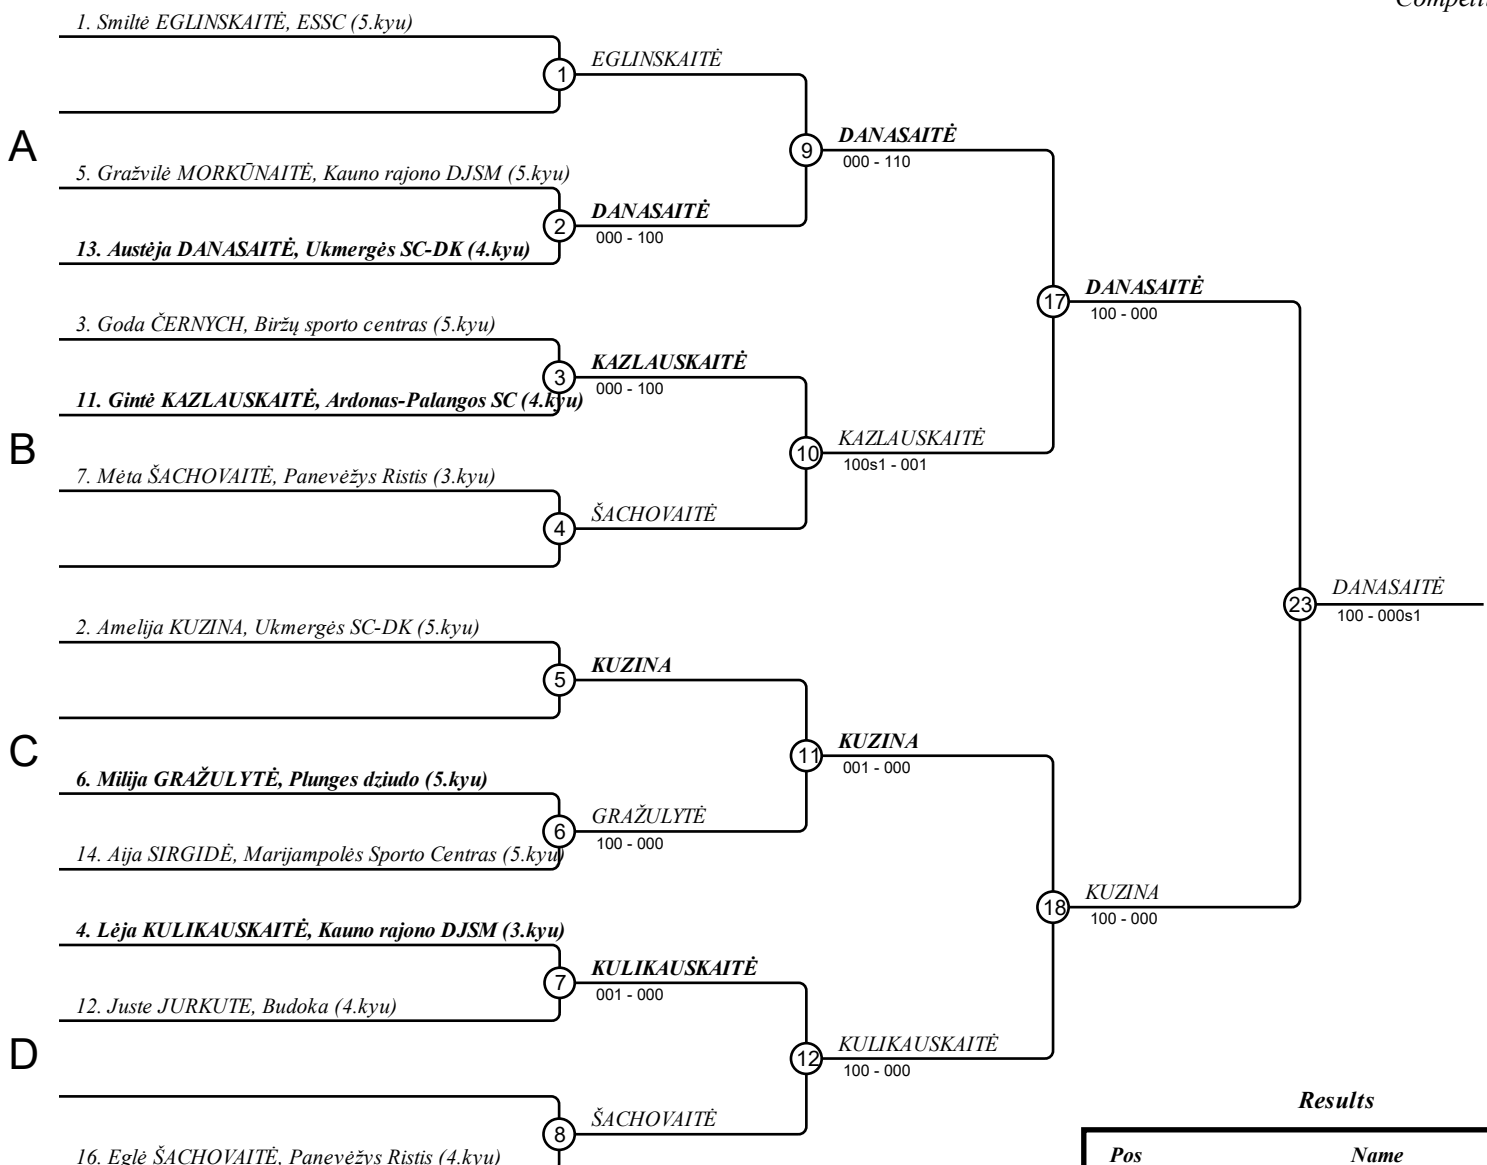 Competi
1. Smiltė EGLINSKAITĖ, ESSC (5.kyu)
1
EGLINSKAITĖ
A
5. Gražvilė MORKŪNAITĖ, Kauno rajono DJSM (5.kyu)
2
DANASAITĖ
000 - 100
13. Austėja DANASAITĖ, Ukmergės SC-DK (4.kyu)
9
DANASAITĖ
000 - 110
3. Goda ČERNYCH, Biržų sporto centras (5.kyu)
3
KAZLAUSKAITĖ
000 - 100
11. Gintė KAZLAUSKAITĖ, Ardonas-Palangos SC (4.kyu)
B
10
KAZLAUSKAITĖ
100s1 - 001
7. Mėta ŠACHOVAITĖ, Panevėžys Ristis (3.kyu)
4
ŠACHOVAITĖ
17
DANASAITĖ
100 - 000
2. Amelija KUZINA, Ukmergės SC-DK (5.kyu)
5
KUZINA
C
11
KUZINA
001 - 000
6. Milija GRAŽULYTĖ, Plunges dziudo (5.kyu)
6
GRAŽULYTĖ
100 - 000
14. Aija SIRGIDĖ, Marijampolės Sporto Centras (5.kyu)
23
DANASAITĖ
100 - 000s1
4. Lėja KULIKAUSKAITĖ, Kauno rajono DJSM (3.kyu)
7
KULIKAUSKAITĖ
001 - 000
12. Juste JURKUTE, Budoka (4.kyu)
18
KUZINA
100 - 000
D
12
KULIKAUSKAITĖ
100 - 000
8
ŠACHOVAITĖ
16. Eglė ŠACHOVAITĖ, Panevėžys Ristis (4.kyu)
Results
Pos Name